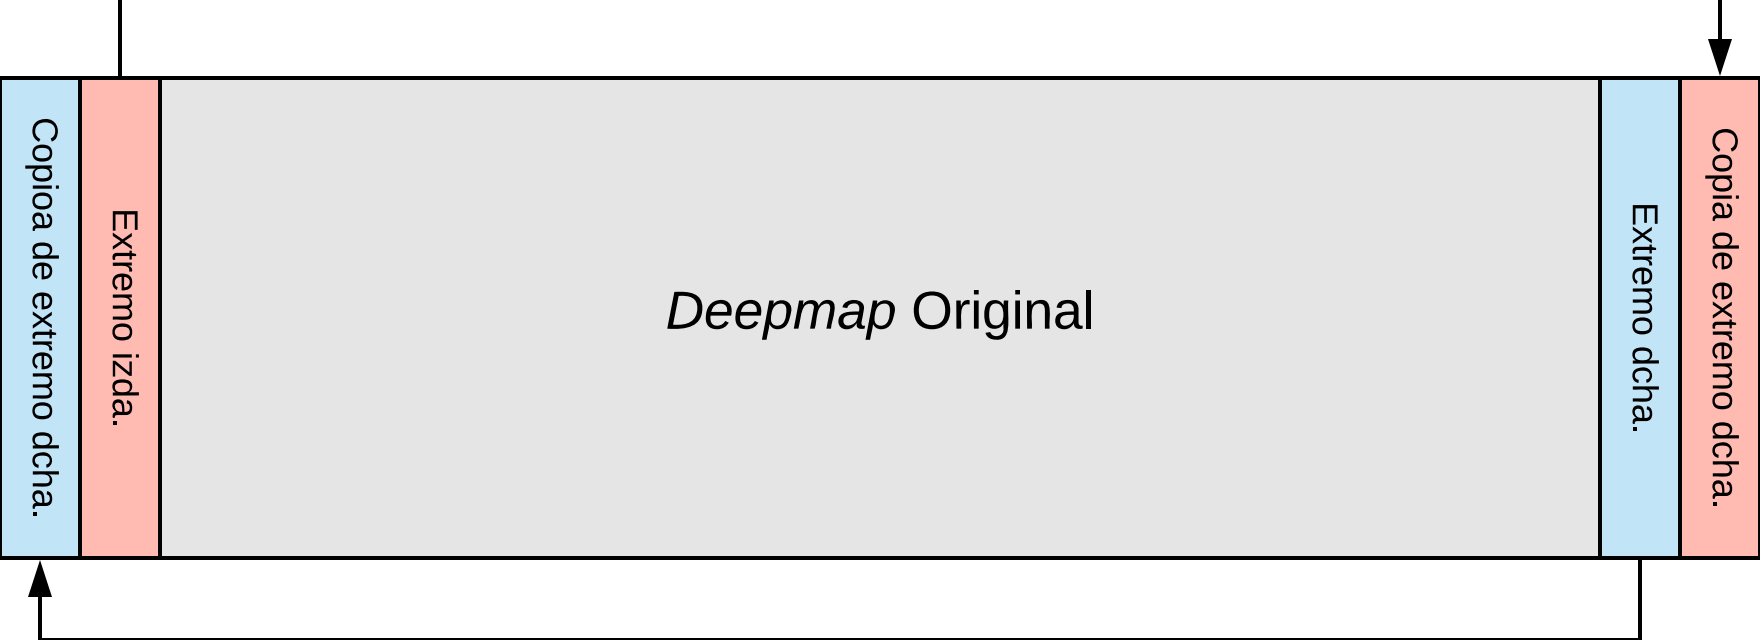 Copioa de extremo dcha.
Extremo izda.
Deepmap Original
Extremo dcha.
Copia de extremo dcha.